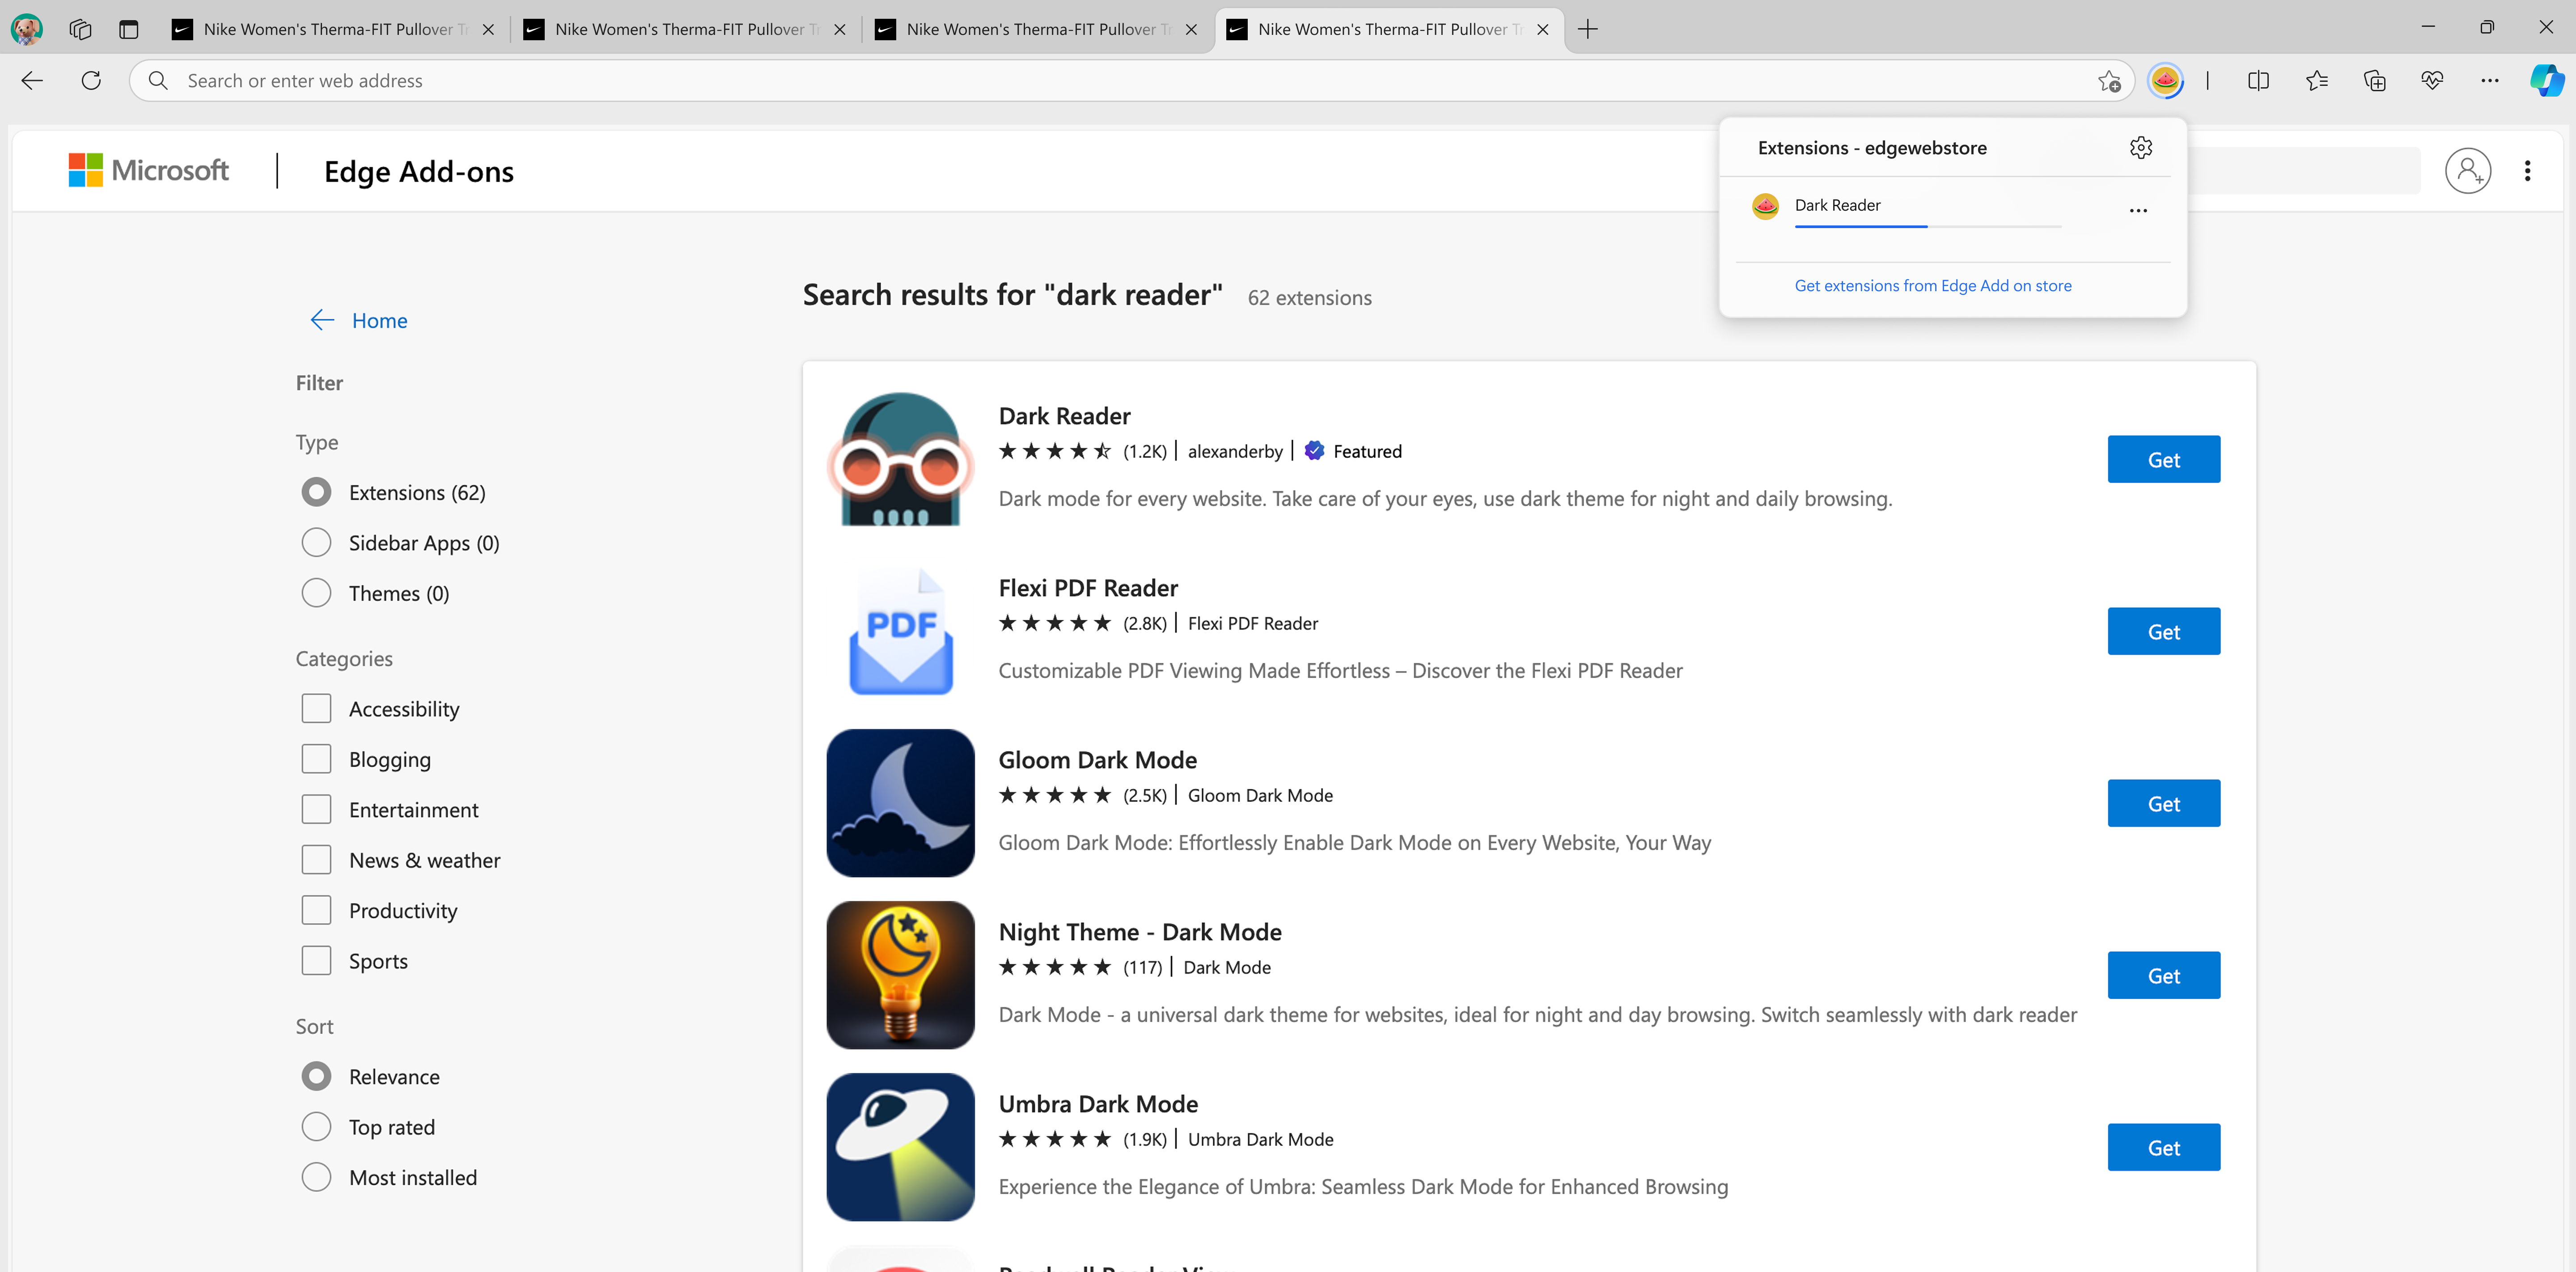 Nike Women's Therma-FIT Pullover Tr
Nike Women's Therma-FIT Pullover Tr
Nike Women's Therma-FIT Pullover Tr
Nike Women's Therma-FIT Pullover Tr
Search or enter web address
Microsoft
Edge Add-ons
Extensions - edgewebstore
Dark Reader
Get extensions from Edge Add on store
Home
Filter
Type
Extensions (62)
Sidebar Apps (0)
Themes (0)
Categories
Accessibility
Blogging
Entertainment
News & weather
Productivity
Sports
Sort
Relevance
Top rated
Most installed
Search results for "dark reader" 62 extensions
Dark Reader
(1.2K) | alexanderby | Featured
Dark mode for every website. Take care of your eyes, use dark theme for night and daily browsing.
Get
PDF
Flexi PDF Reader
(2.8K) | Flexi PDF Reader
Customizable PDF Viewing Made Effortless – Discover the Flexi PDF Reader
Get
Gloom Dark Mode
(2.5K) | Gloom Dark Mode
Gloom Dark Mode: Effortlessly Enable Dark Mode on Every Website, Your Way
Get
Night Theme - Dark Mode
(117) | Dark Mode
Dark Mode - a universal dark theme for websites, ideal for night and day browsing. Switch seamlessly with dark reader
Get
Umbra Dark Mode
(1.9K) | Umbra Dark Mode
Experience the Elegance of Umbra: Seamless Dark Mode for Enhanced Browsing
Get